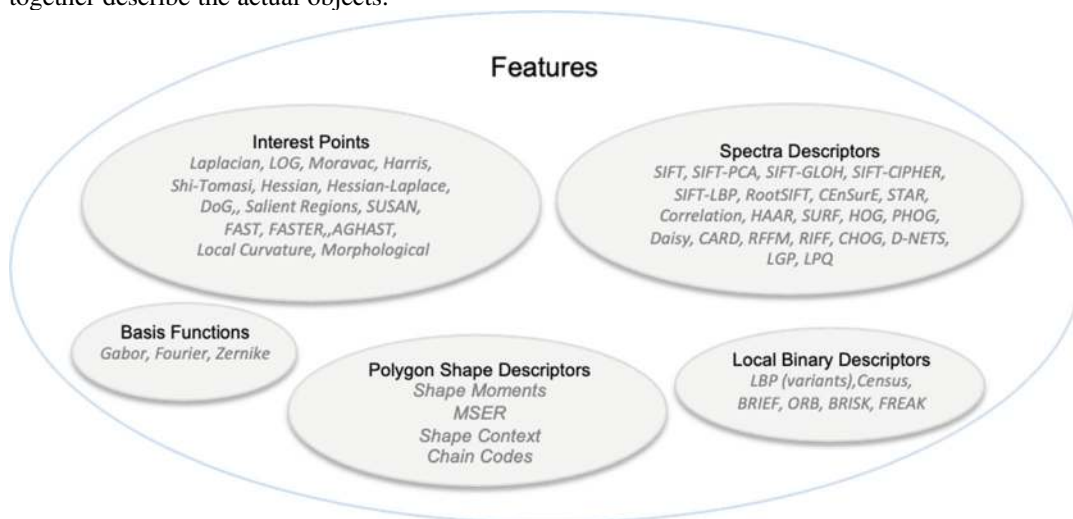 together describe the actual objects.
Features
Interest Points
Laplacian, LOG, Moravac, Harris,
Shi-Tomasi, Hessian, Hessian-Laplace,
DoG,, Salient Regions, SUSAN,
FAST, FASTER,,AGHAST,
Local Curvature, Morphological
Spectra Descriptors
SIFT, SIFT-PCA, SIFT-GLOH, SIFT-CIPHER,
SIFT-LBP, RootSIFT, CEnSurE, STAR,
Correlation, HAAR, SURF, HOG, PHOG,
Daisy, CARD, RFFM, RIFF, CHOG, D-NETS,
LGP, LPQ
Basis Functions
Gabor, Fourier, Zernike
Polygon Shape Descriptors
Shape Moments
MSER
Shape Context
Chain Codes
Local Binary Descriptors
LBP (variants),Census,
BRIEF, ORB, BRISK, FREAK